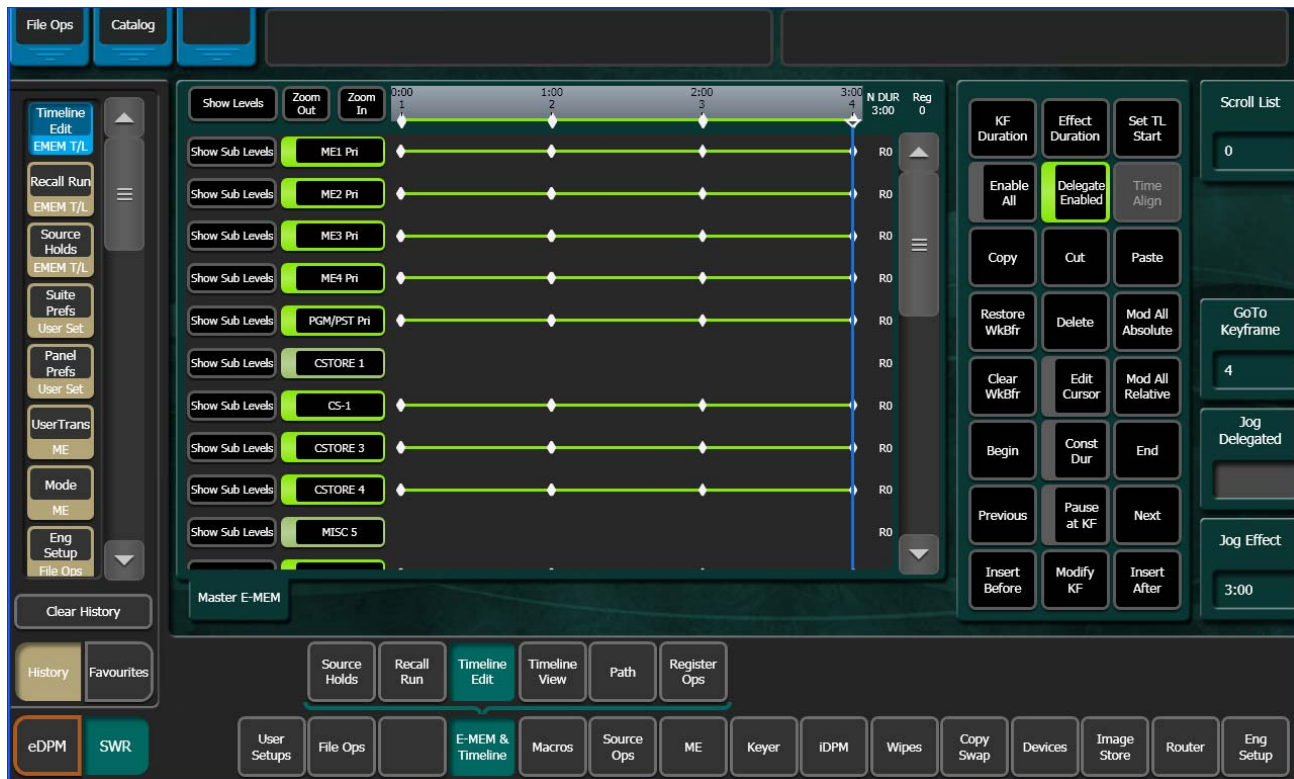 File Ops
Catalog
Timeline
Edit
EMEM T/L
Recall Run
EMEM T/L
Source
Holds
EMEM T/L
Suite
Prefs
User Set
Panel
Prefs
User Set
UserTrans
ME
Mode
ME
Eng
Setup
File Ops
Clear History
History
Favourites
eDPM
SWR
Show Levels
Zoom
Out
Zoom
In
0:00
1:00
2:00
3:00
1
2
3
4
N DUR
3:00
Reg
0
Show Sub Levels ME1 Pri R0
Show Sub Levels ME2 Pri R0
Show Sub Levels ME3 Pri R0
Show Sub Levels ME4 Pri R0
Show Sub Levels PGM/PST Pri R0
Show Sub Levels CSTORE 1 R0
Show Sub Levels CS-1 R0
Show Sub Levels CSTORE 3 R0
Show Sub Levels CSTORE 4 R0
Show Sub Levels MISC 5 R0
Master E-MEM
KF
Duration
Effect
Duration
Set TL
Start
Enable
All
Delegate
Enabled
Time
Align
Copy
Cut
Paste
Restore
WkBfr
Delete
Mod All
Absolute
Clear
WkBfr
Edit
Cursor
Mod All
Relative
Begin
Const
Dur
End
Previous
Pause
at KF
Next
Insert
Before
Modify
KF
Insert
After
Scroll List
0
GoTo
Keyframe
4
Jog
Delegated
Jog Effect
3:00
Source
Holds
Recall
Run
Timeline
Edit
Timeline
View
Path
Register
Ops
User
Setups
File Ops
E-MEM &
Timeline
Macros
Source
Ops
ME
Keyer
iDPM
Wipes
Copy
Swap
Devices
Image
Store
Router
Eng
Setup